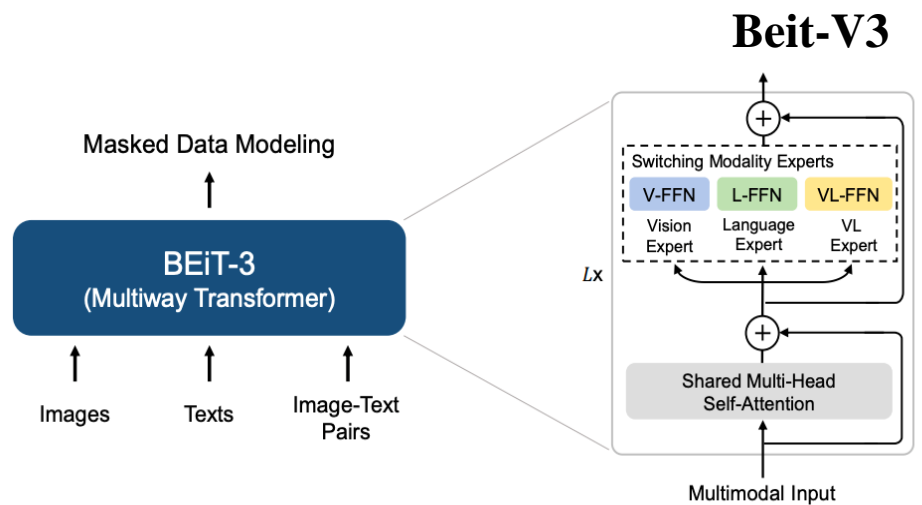 Beit-V3
Masked Data Modeling
BEiT-3
(Multiway Transformer)
Images
Texts
Image-Text
Pairs
Lx
+
Switching Modality Experts
V-FFN
L-FFN
VL-FFN
Vision
Expert
Language
Expert
VL
Expert
+
Shared Multi-Head
Self-Attention
Multimodal Input